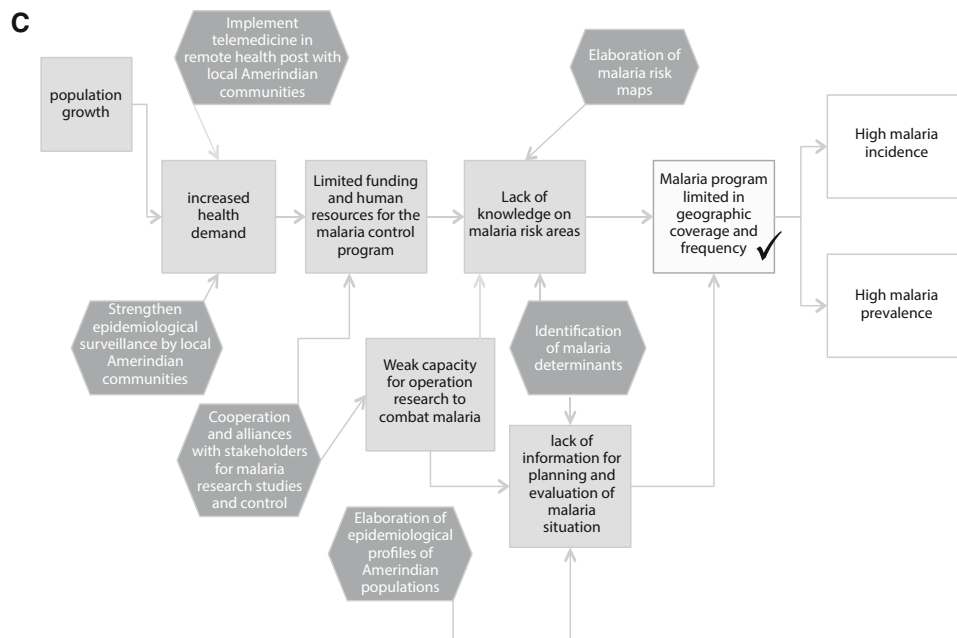 C
Implement
telemedicine in
remote health post with
local Amerindian
communities
Elaboration of
malaria risk
maps
population
growth
High malaria
incidence
increased
health
demand
Limited funding
and human
resources for the
malaria control
program
Lack of
knowledge on
malaria risk areas
Malaria program
limited in
geographic
coverage and
frequency
High malaria
prevalence
Strengthen
epidemiological
surveillance by local
Amerindian
communities
Identification
of malaria
determinants
Weak capacity
for operation
research to
combat malaria
Cooperation
and alliances
with stakeholders
for malaria
research studies
and control
lack of
information for
planning and
evaluation of
malaria
situation
Elaboration of
epidemiological
profiles of
Amerindian
populations